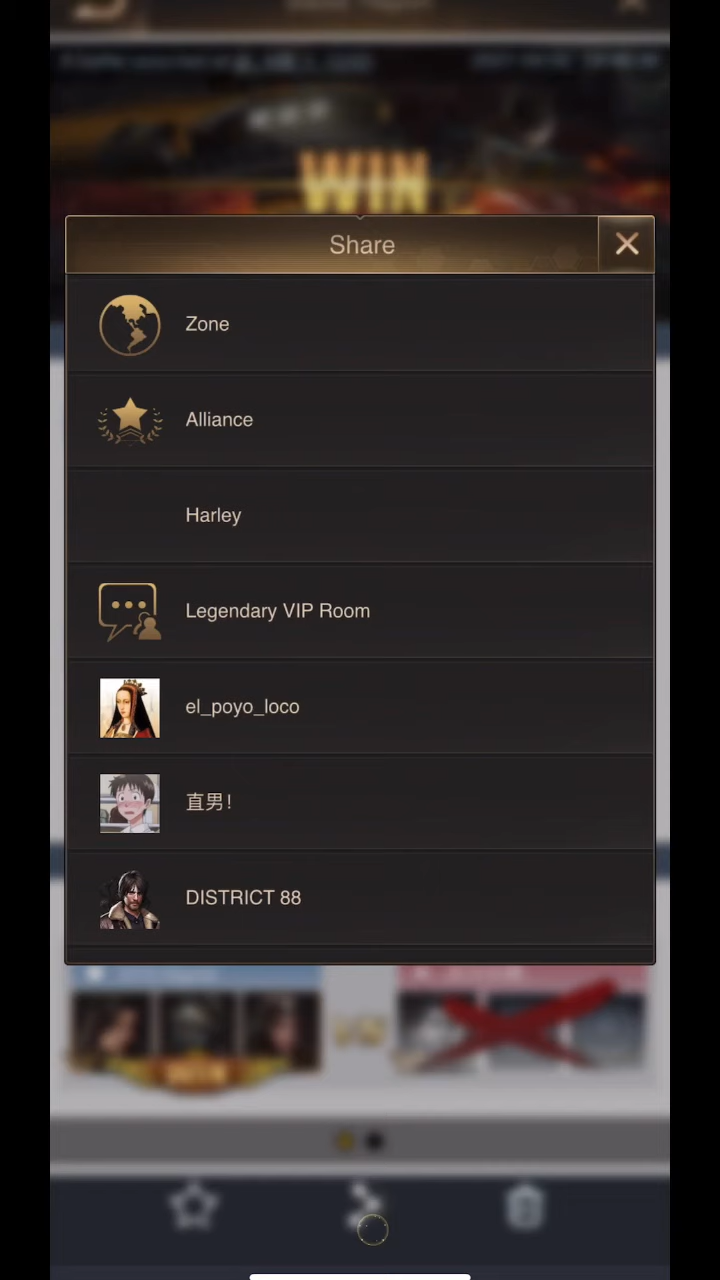 WIN
Share
Zone
Alliance
Harley
Legendary VIP Room
el_poyo_loco
直男!
DISTRICT 88